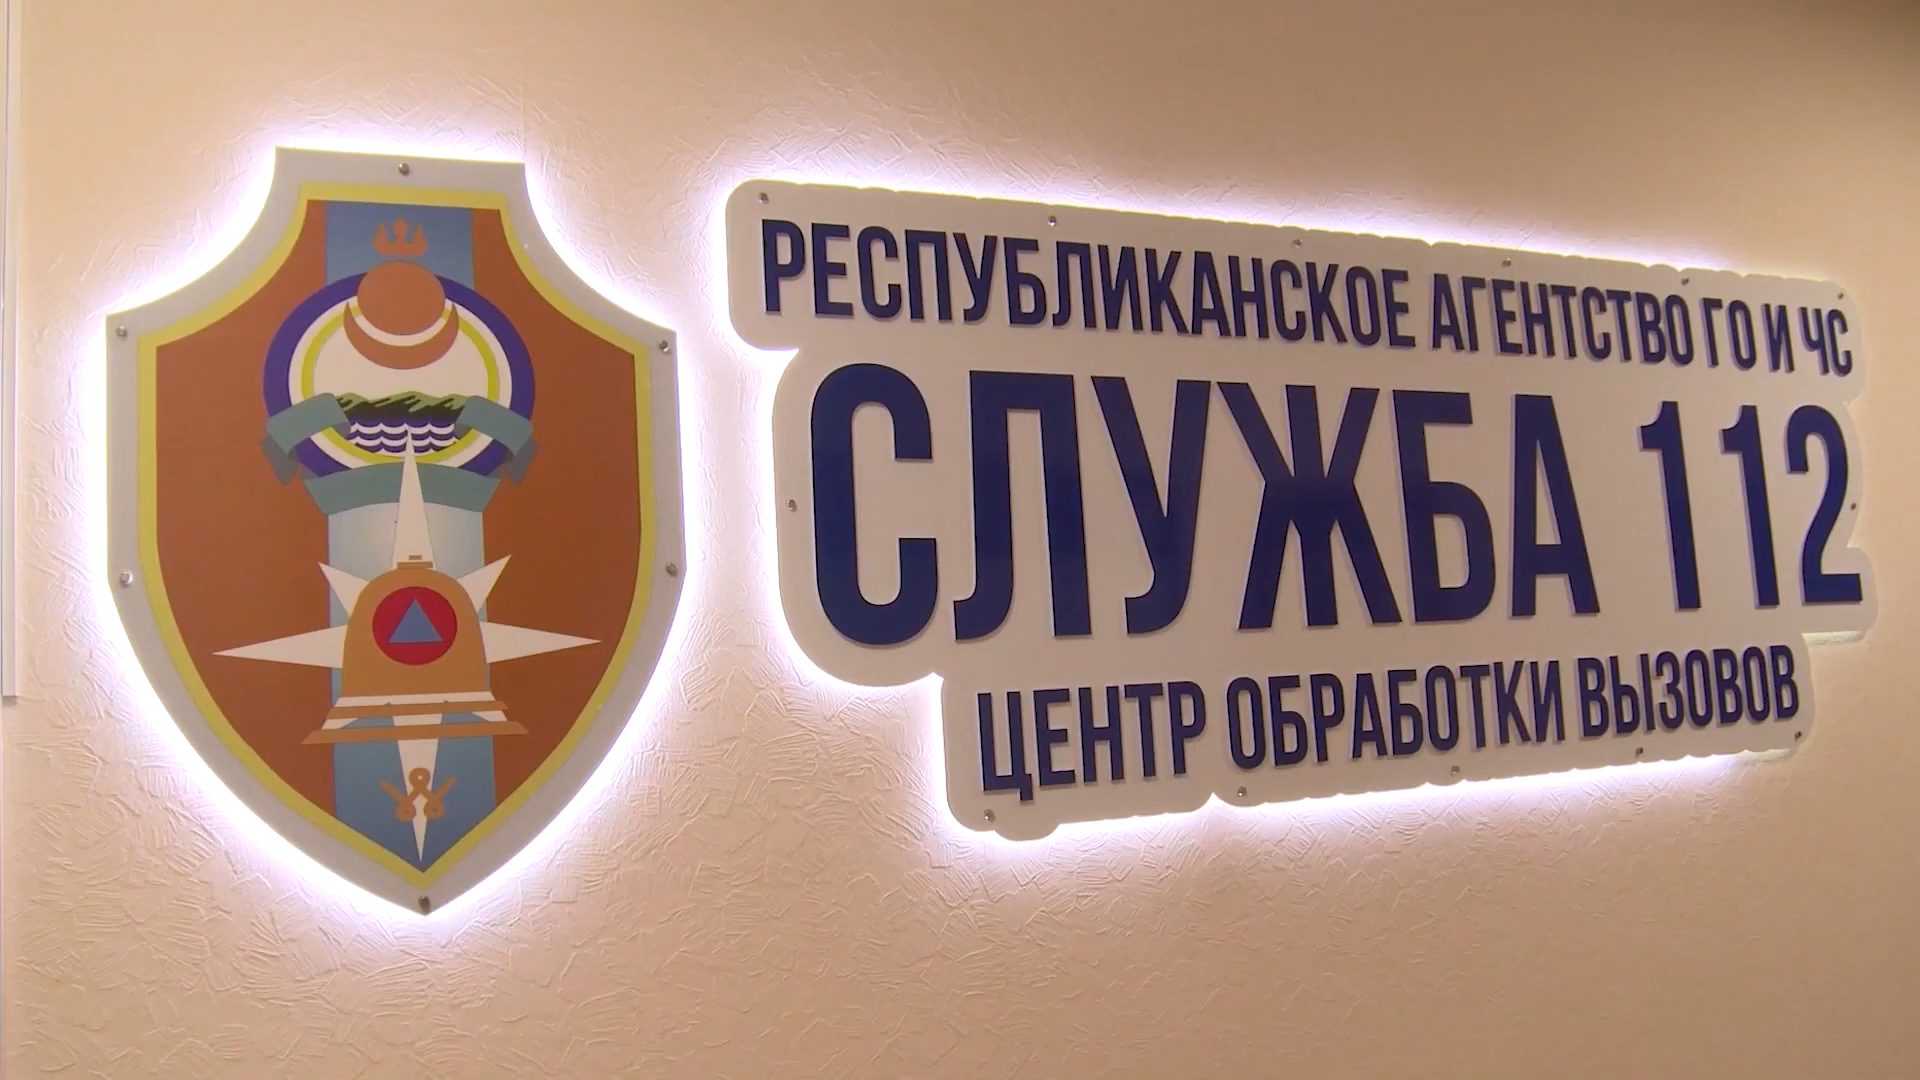 РЕСПУБЛИКАНСКОЕ АГЕНТСТВО ГО И ЧС
СЛУЖБА 112
ЦЕНТР ОБРАБОТКИ ВЫЗОВОВ